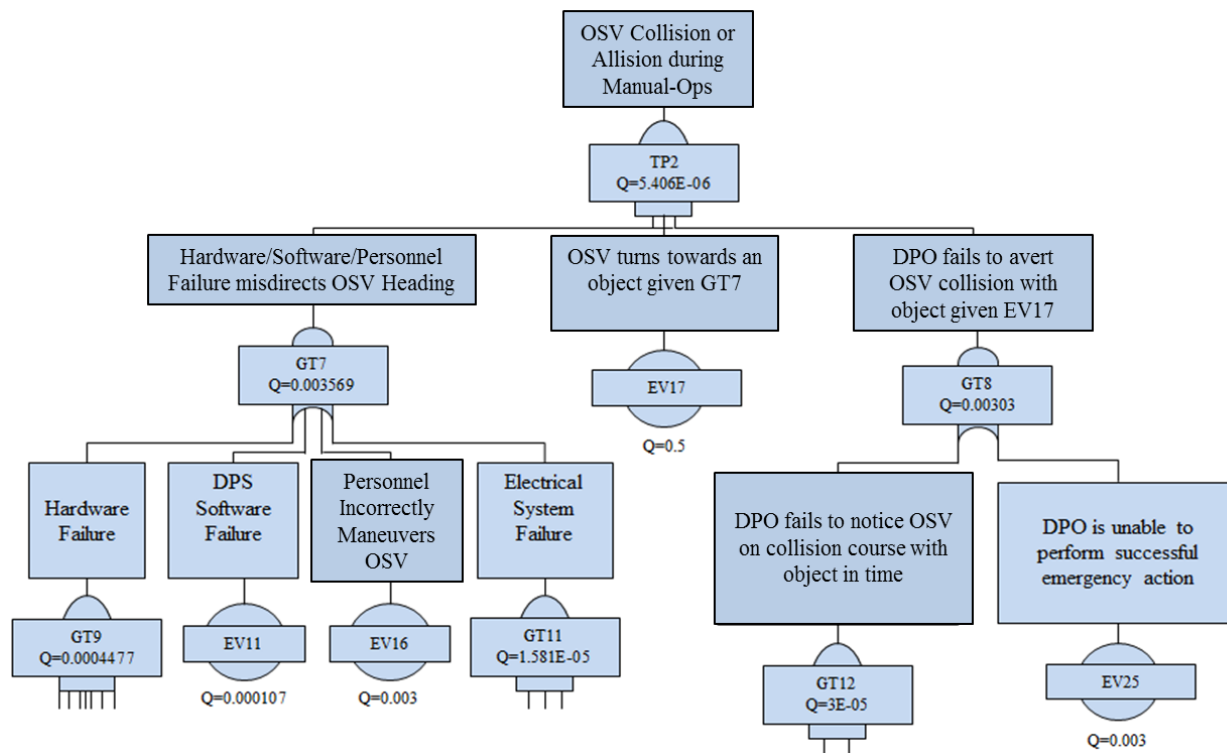 OSV Collision or
Allision during
Manual-Ops
TP2
Q=5.406E-06
Hardware/Software/Personnel
Failure misdirects OSV Heading
OSV turns towards an
object given GT7
DPO fails to avert
OSV collision with
object given EV17
GT7
Q=0.003569
EV17
Q=0.5
GT8
Q=0.00303
Hardware
Failure
DPS
Software
Failure
Personnel
Incorrectly
Maneuvers
OSV
Electrical
System
Failure
DPO fails to notice OSV
on collision course with
object in time
DPO is unable to
perform successful
emergency action
GT9
Q=0.0004477
EV11
Q=0.000107
EV16
Q=0.003
GT11
Q=1.581E-05
GT12
Q=3E-05
EV25
Q=0.003